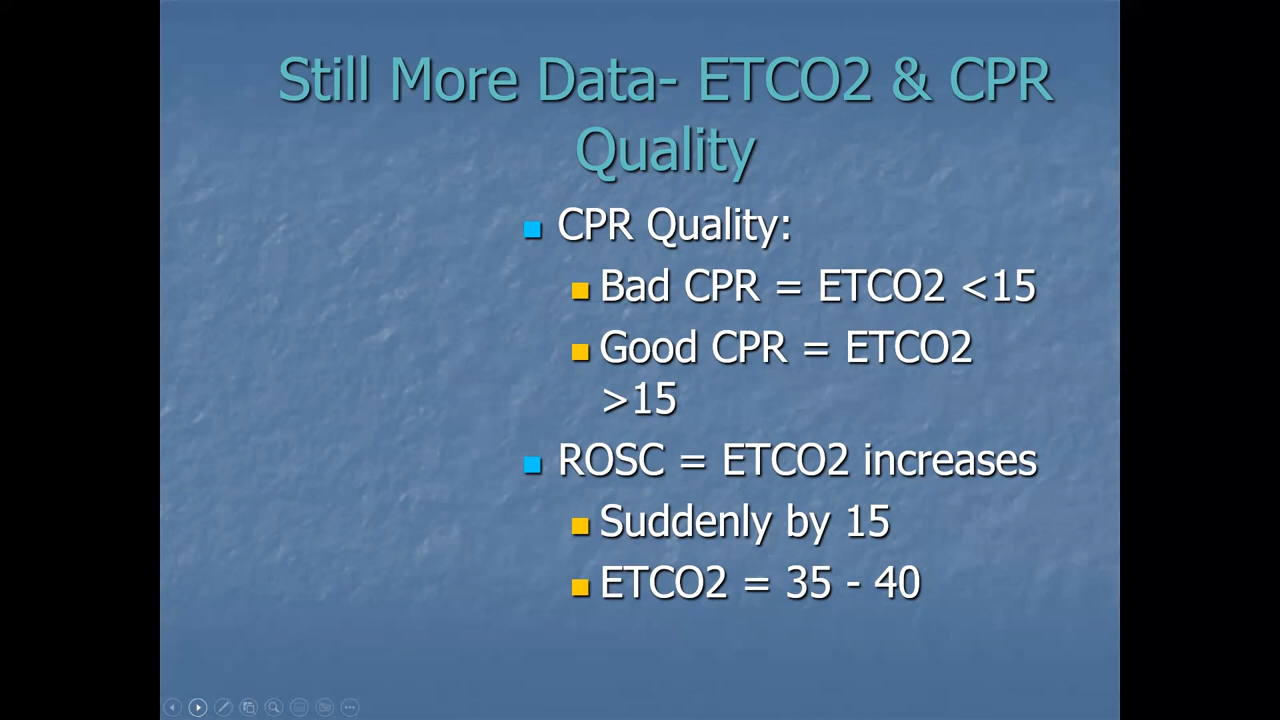 Still More Data- ETCO2 & CPR
Quality
CPR Quality:
Bad CPR = ETCO2 <15
Good CPR = ETCO2
>15
ROSC = ETCO2 increases
Suddenly by 15
ETCO2 = 35 - 40